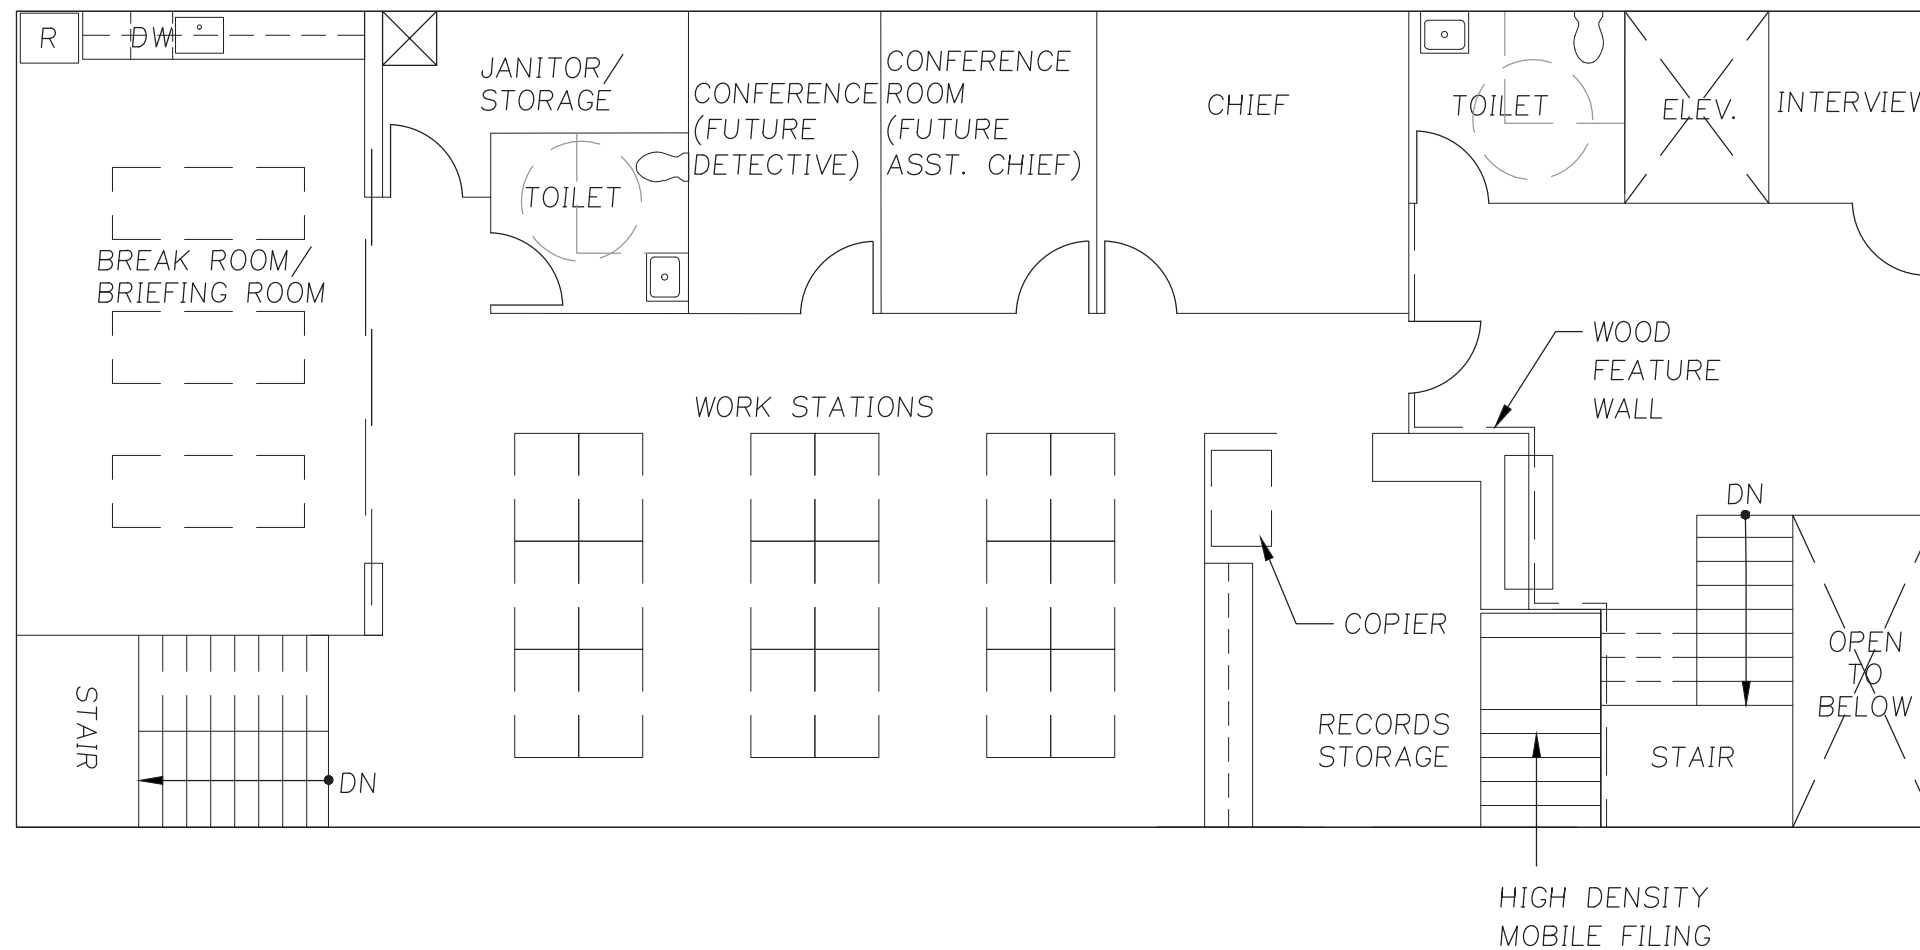 R
DW
JANITOR/
STORAGE
CONFERENCE
(FUTURE
DETECTIVE)
CONFERENCE
ROOM
(FUTURE
ASST. CHIEF)
CHIEF
TOILET
ELEV.
INTERVIEW
TOILET
BREAK ROOM/
BRIEFING ROOM
WOOD
FEATURE
WALL
WORK STATIONS
DN
COPIER
OPEN
TO
BELOW
STAIR
RECORDS
STORAGE
STAIR
DN
HIGH DENSITY
MOBILE FILING